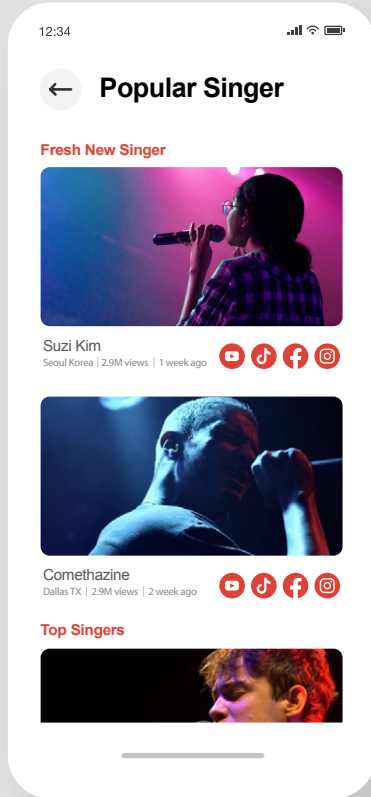 12:34
Popular Singer
Fresh New Singer
Suzi Kim
Seoul Korea | 2.9M views | 1 week ago
Comethazine
Dallas TX | 2.9M views | 2 week ago
Top Singers